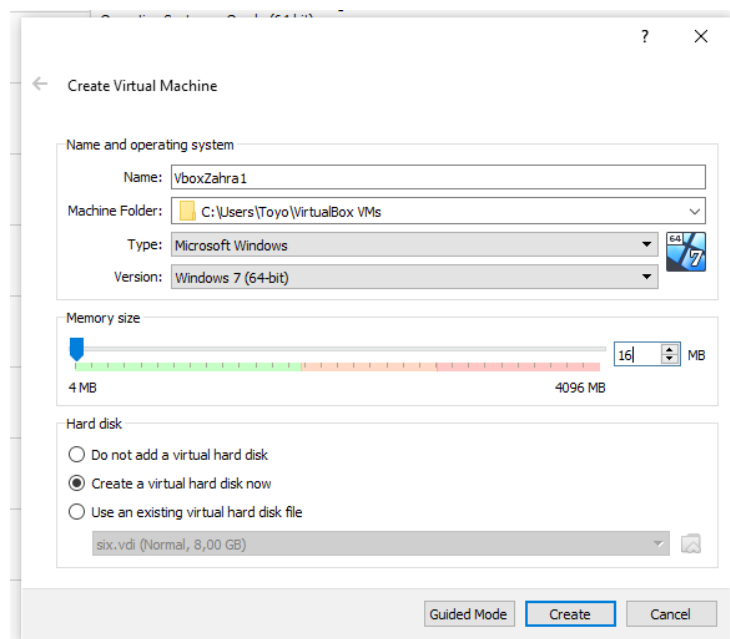 ?
Create Virtual Machine
Name and operating system
Name: VboxZahra1
Machine Folder: C:\Users\Toyo\VirtualBox VMs
Type: Microsoft Windows
64
7
Version: Windows 7 (64-bit)
Memory size
16 MB
4 MB 4096 MB
Hard disk
Do not add a virtual hard disk
Create a virtual hard disk now
Use an existing virtual hard disk file
six.vdi (Normal, 8,00 GB)
Guided Mode Create Cancel